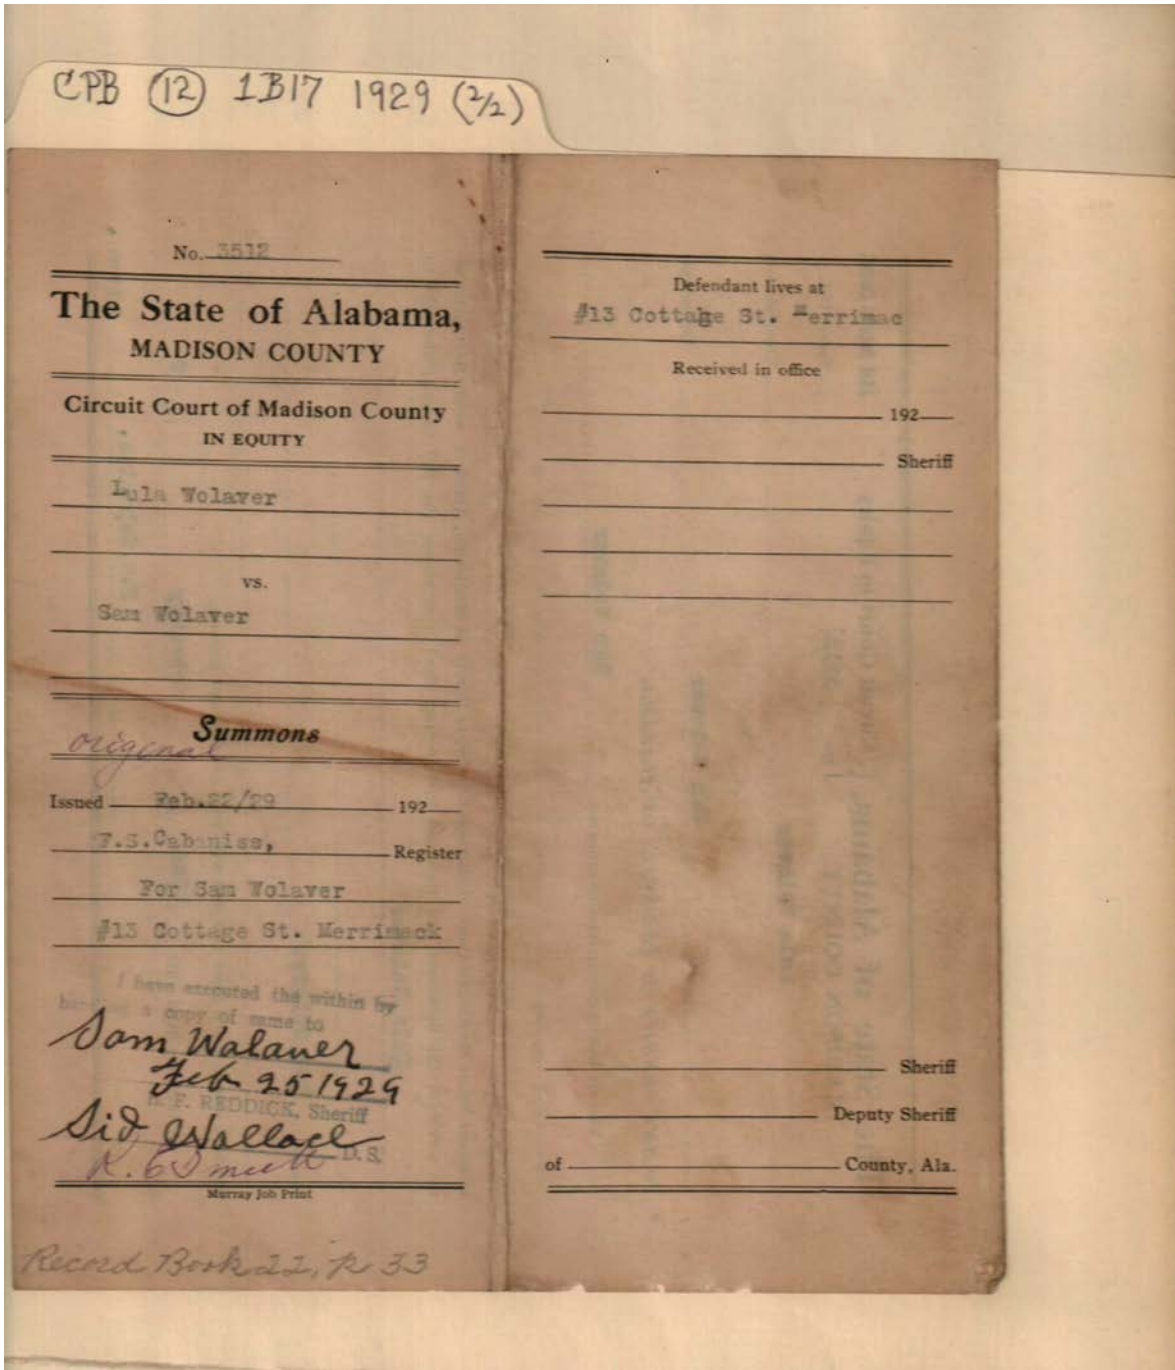 CPB (12) 1B17 1929 (2/2)
No. 3512
The State of Alabama,
MADISON COUNTY
Circuit Court of Madison County
IN EQUITY
Lula Wolaver
vs.
Sam Wolaver
Summons
original
Issued Feb.22/29 192
F.S.Cabaniss, Register
For Sam Wolaver
#13 Cottage St. Merrimack
I have executed the within by
a copy of same to
Sam Walaver
Feb 25 1929
F. REDDICK, Sheriff
Sid Wallace
D.S.
Murray Job Print
Record Book 22, P. 33
Defendant lives at
#13 Cottage St. Merrimac
Received in office
192
Sheriff
Sheriff
Deputy Sheriff
of County, Ala.